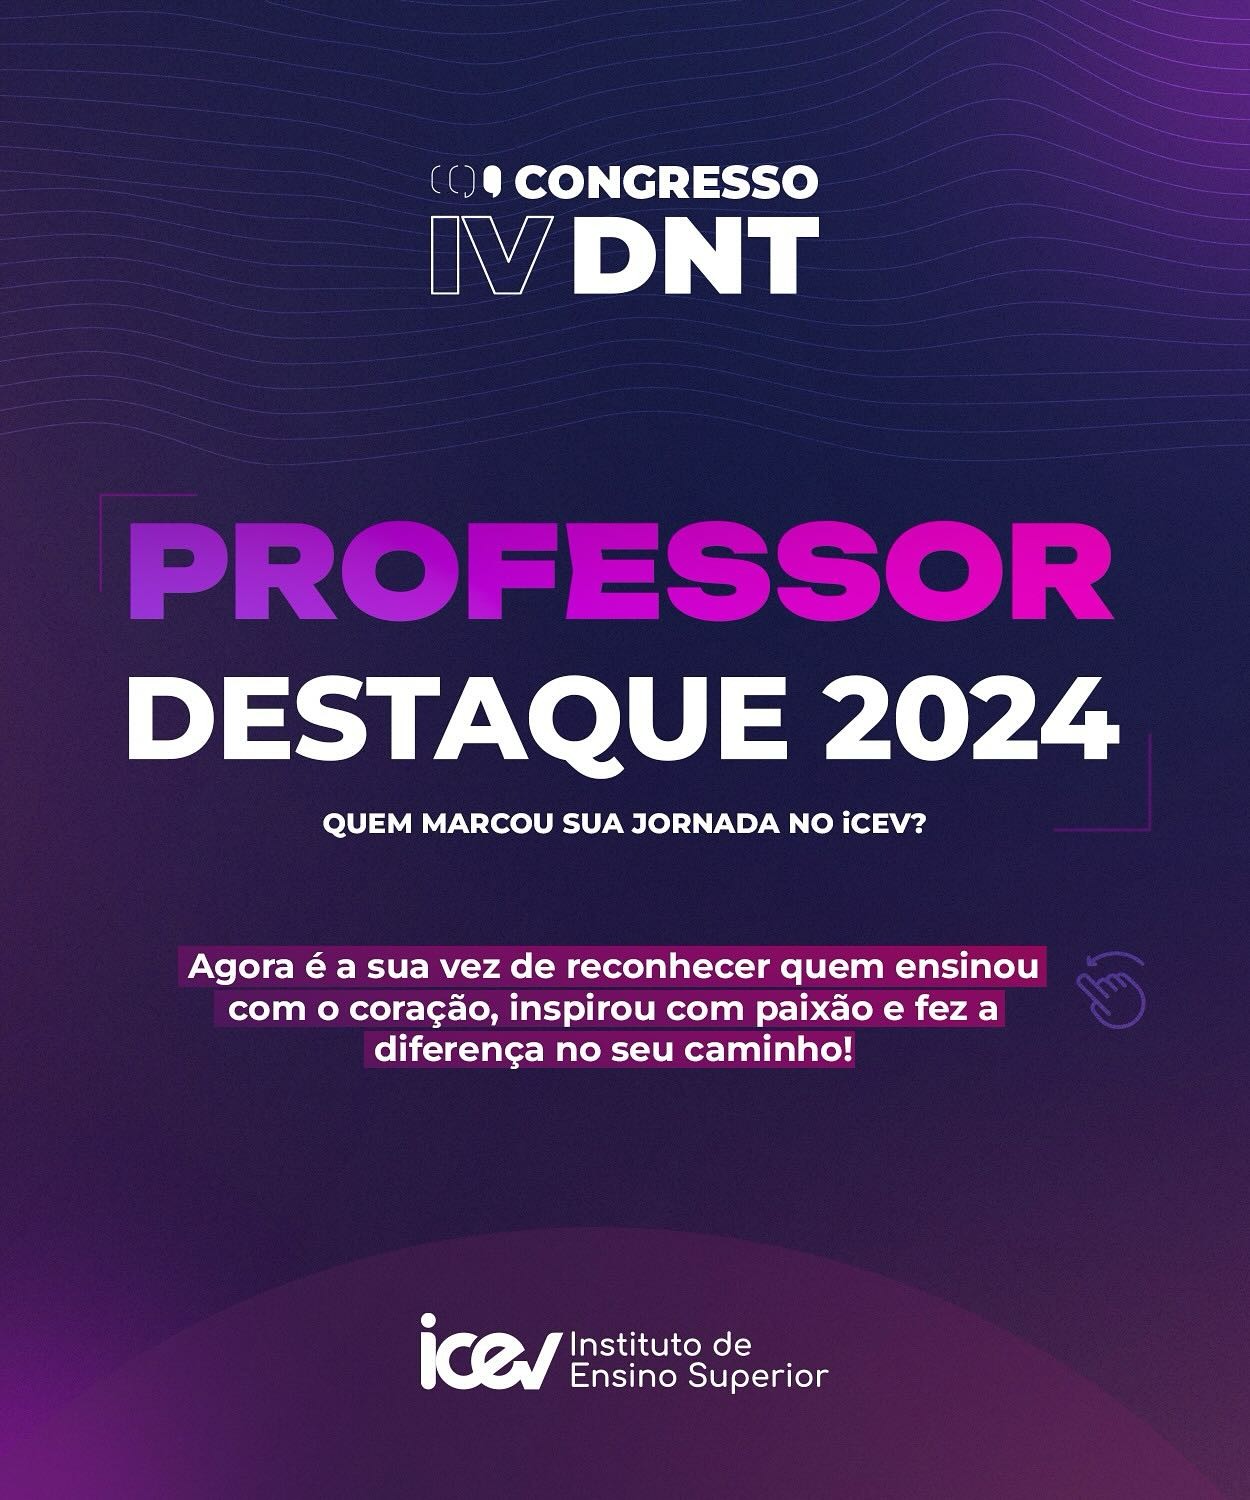 CONGRESSO
IV DNT
PROFESSOR
DESTAQUE 2024
QUEM MARCOU SUA JORNADA NO iCEV?
Agora é a sua vez de reconhecer quem ensinou
com o coração, inspirou com paixão e fez a
diferença no seu caminho!
icev Instituto de
Ensino Superior